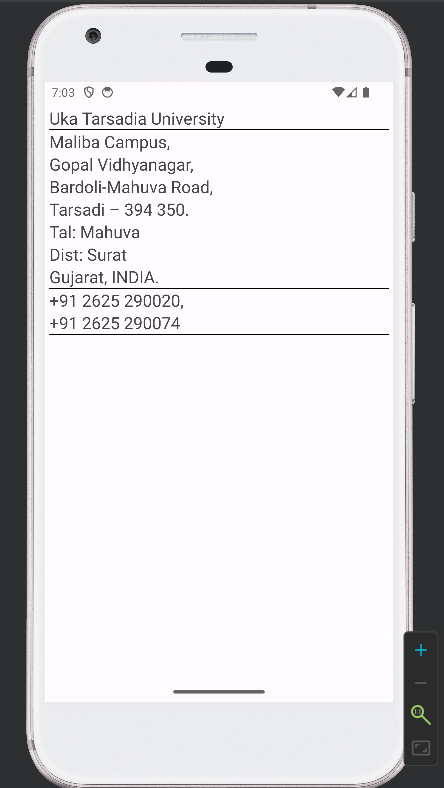 7:03
Uka Tarsadia University
Maliba Campus,
Gopal Vidhyanagar,
Bardoli-Mahuva Road,
Tarsadi – 394 350.
Tal: Mahuva
Dist: Surat
Gujarat, INDIA.
+91 2625 290020,
+91 2625 290074